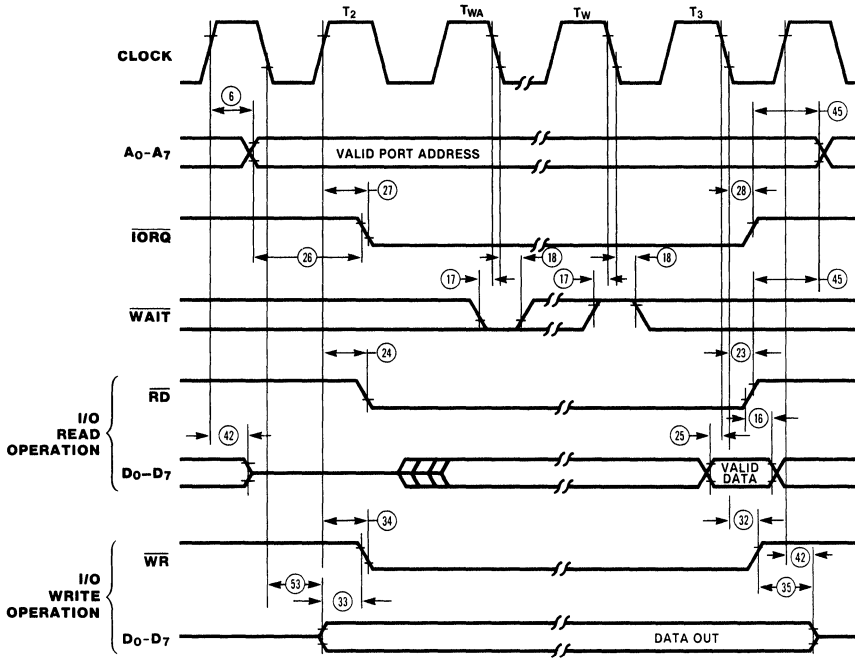 T2 TWA TW T3
CLOCK
6 45
A0-A7 VALID PORT ADDRESS
27 28
IORQ
26 18 18
17 17 45
WAIT
24 23
RD
I/O
READ
OPERATION
16
42 25
D0-D7 VALID
DATA
34 32
WR
42
I/O
WRITE
OPERATION
53 33 35
D0-D7 DATA OUT